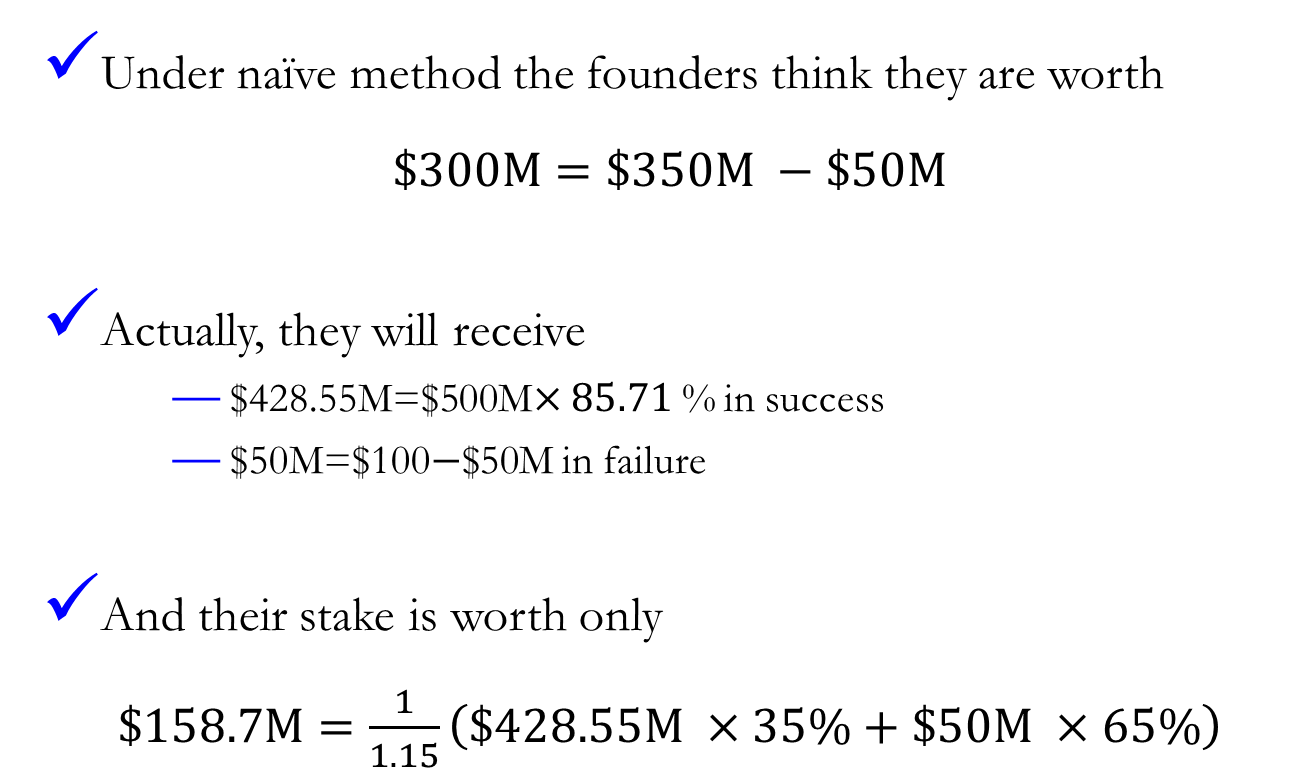 ✓ Under naïve method the founders think they are worth
$300M = $350M − $50M
✓ Actually, they will receive
— $428.55M=$500M× 85.71 % in success
— $50M=$100−$50M in failure
✓ And their stake is worth only
$158.7M = 1/1.15 ($428.55M × 35% + $50M × 65%)